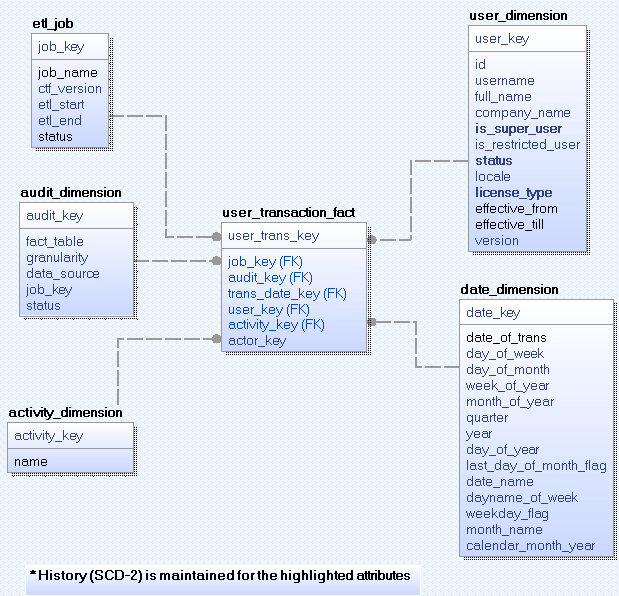 etl_job
job_key
job_name
ctf_version
etl_start
etl_end
status
user_dimension
user_key
id
username
full_name
company_name
is_super_user
is_restricted_user
status
locale
license_type
effective_from
effective_till
version
audit_dimension
audit_key
fact_table
granularity
data_source
job_key
status
user_transaction_fact
user_trans_key
job_key (FK)
audit_key (FK)
trans_date_key (FK)
user_key (FK)
activity_key (FK)
actor_key
date_dimension
date_key
date_of_trans
day_of_week
day_of_month
week_of_year
month_of_year
quarter
year
day_of_year
last_day_of_month_flag
date_name
dayname_of_week
weekday_flag
month_name
calendar_month_year
activity_dimension
activity_key
name
* History (SCD-2) is maintained for the highlighted attributes